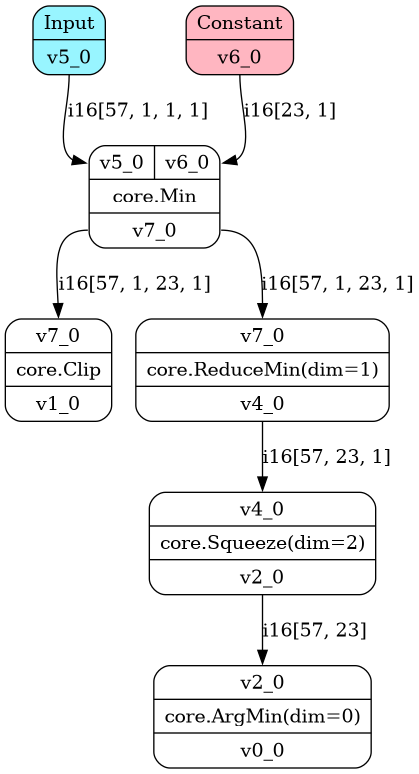 Input
v5_0
Constant
v6_0
i16[57, 1, 1, 1]
i16[23, 1]
v5_0
v6_0
core.Min
v7_0
i16[57, 1, 23, 1]
i16[57, 1, 23, 1]
v7_0
core.Clip
v1_0
v7_0
core.ReduceMin(dim=1)
v4_0
i16[57, 23, 1]
v4_0
core.Squeeze(dim=2)
v2_0
i16[57, 23]
v2_0
core.ArgMin(dim=0)
v0_0